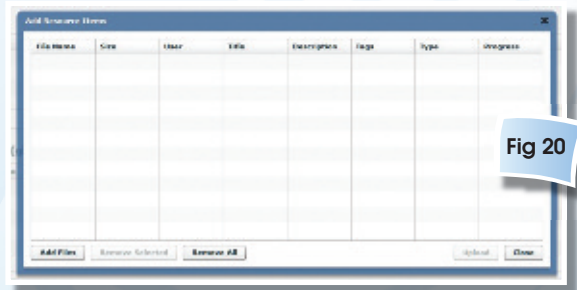 Add Resource Items
File Name Size User Title Description Tags Type Progress
Fig 20
Add Files Remove Selected Remove All Upload Close